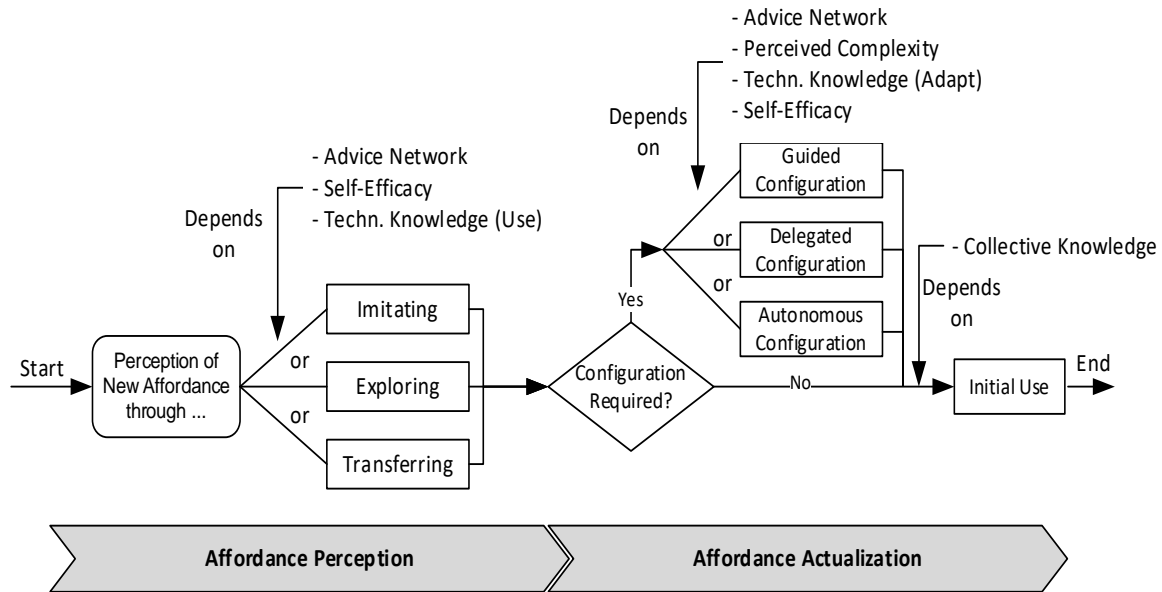 - Advice Network
- Perceived Complexity
- Techn. Knowledge (Adapt)
- Self-Efficacy
Depends
on
- Advice Network
- Self-Efficacy
- Techn. Knowledge (Use)
Depends
on
Guided
Configuration
or
Delegated
Configuration
or
Autonomous
Configuration
- Collective Knowledge
Depends
on
Start
Perception of
New Affordance
through ...
or
or
Imitating
Exploring
Transferring
Configuration
Required?
Yes
No
Initial Use
End
Affordance Perception
Affordance Actualization